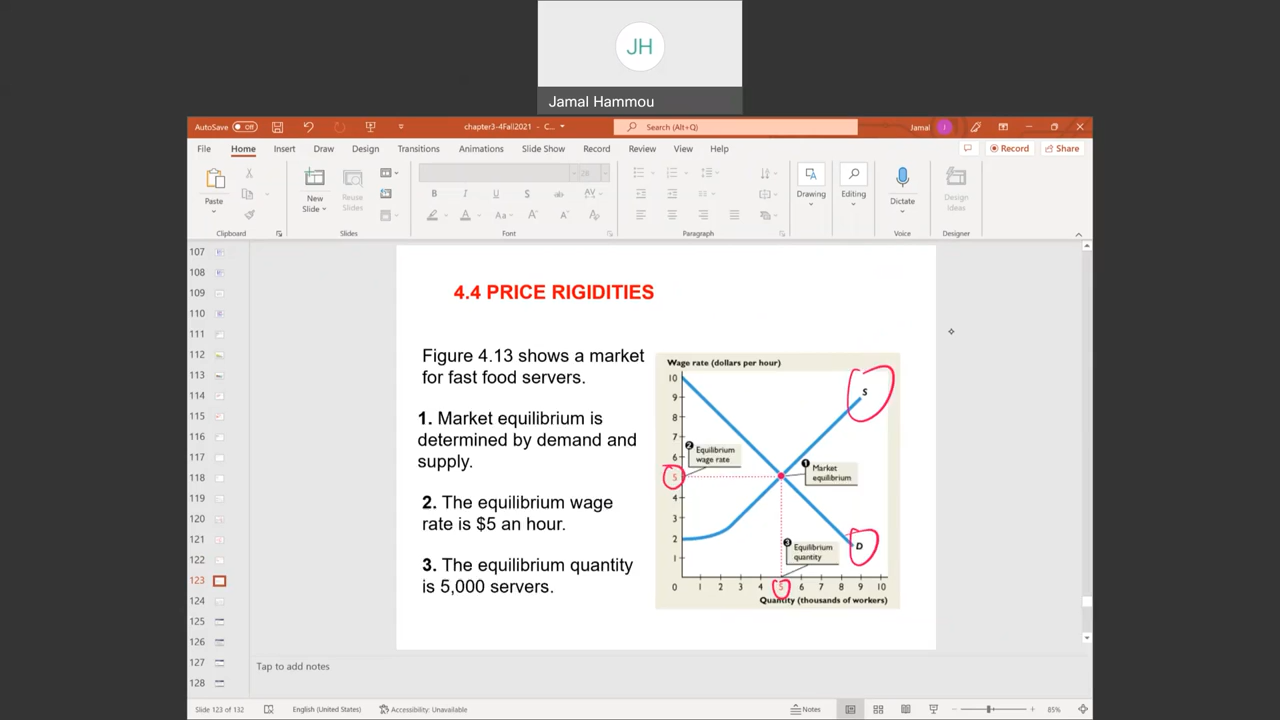 JH
Jamal Hammou
AutoSave Off
chapter3-4Fall2021 - C...
Search (Alt+Q)
Jamal J
File Home Insert Draw Design Transitions Animations Slide Show Record Review View Help
Record Share
Paste
New Slide
Reuse Slides
B I U S ab AV
A Aa A A
Drawing
Editing
Dictate
Design Ideas
Clipboard Slides Font Paragraph Voice Designer
107
108
109
110
111
112
113
114
115
116
117
118
119
120
121
122
123
124
125
126
127
128
4.4 PRICE RIGIDITIES
Figure 4.13 shows a market
for fast food servers.
1. Market equilibrium is
determined by demand and
supply.
2. The equilibrium wage
rate is $5 an hour.
3. The equilibrium quantity
is 5,000 servers.
Wage rate (dollars per hour)
10
9
8
7
6
5
4
3
2
1
0 1 2 3 4 5 6 7 8 9 10
Quantity (thousands of workers)
S
D
2 Equilibrium
wage rate
1 Market
equilibrium
3 Equilibrium
quantity
Tap to add notes
Slide 123 of 132
English (United States)
Accessibility: Unavailable
Notes
85%